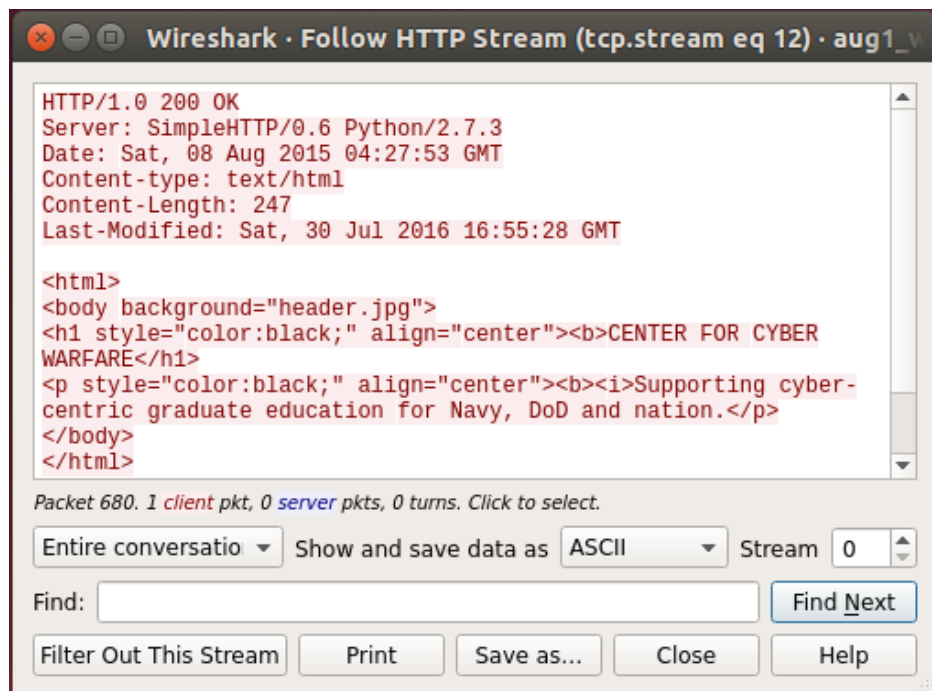 Wireshark · Follow HTTP Stream (tcp.stream eq 12) · aug1_w
HTTP/1.0 200 OK
Server: SimpleHTTP/0.6 Python/2.7.3
Date: Sat, 08 Aug 2015 04:27:53 GMT
Content-type: text/html
Content-Length: 247
Last-Modified: Sat, 30 Jul 2016 16:55:28 GMT
<html>
<body background="header.jpg">
<h1 style="color:black;" align="center"><b>CENTER FOR CYBER
WARFARE</h1>
<p style="color:black;" align="center"><b><i>Supporting cyber-
centric graduate education for Navy, DoD and nation.</p>
</body>
</html>
Packet 680. 1 client pkt, 0 server pkts, 0 turns. Click to select.
Entire conversatio Show and save data as ASCII Stream 0
Find: Find Next
Filter Out This Stream Print Save as... Close Help